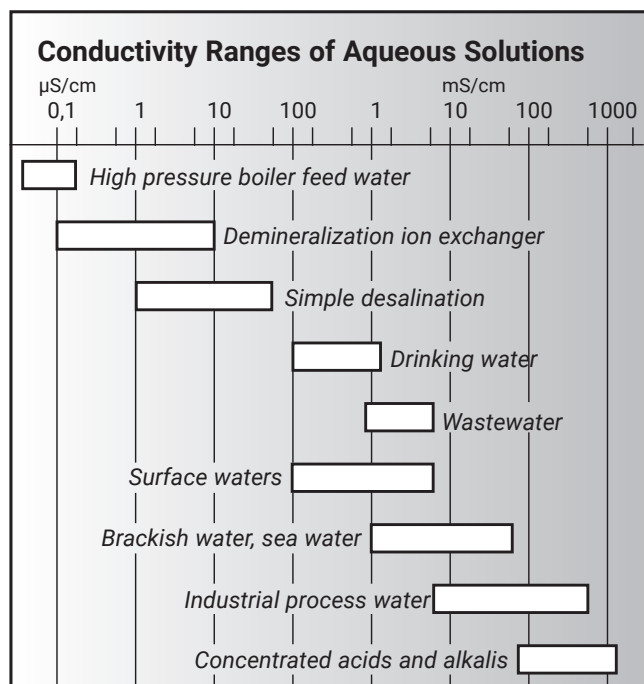 Conductivity Ranges of Aqueous Solutions
µS/cm mS/cm
0,1 1 10 100 1 10 100 1000
High pressure boiler feed water
Demineralization ion exchanger
Simple desalination
Drinking water
Wastewater
Surface waters
Brackish water, sea water
Industrial process water
Concentrated acids and alkalis